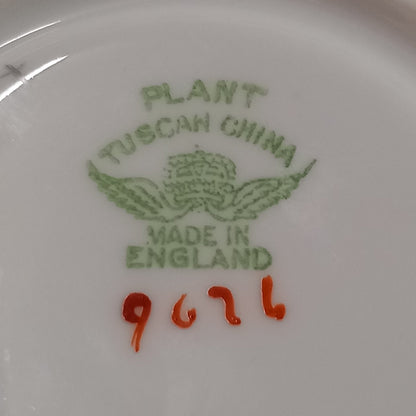 PLANT
TUSCAN CHINA
MADE IN
ENGLAND
9626